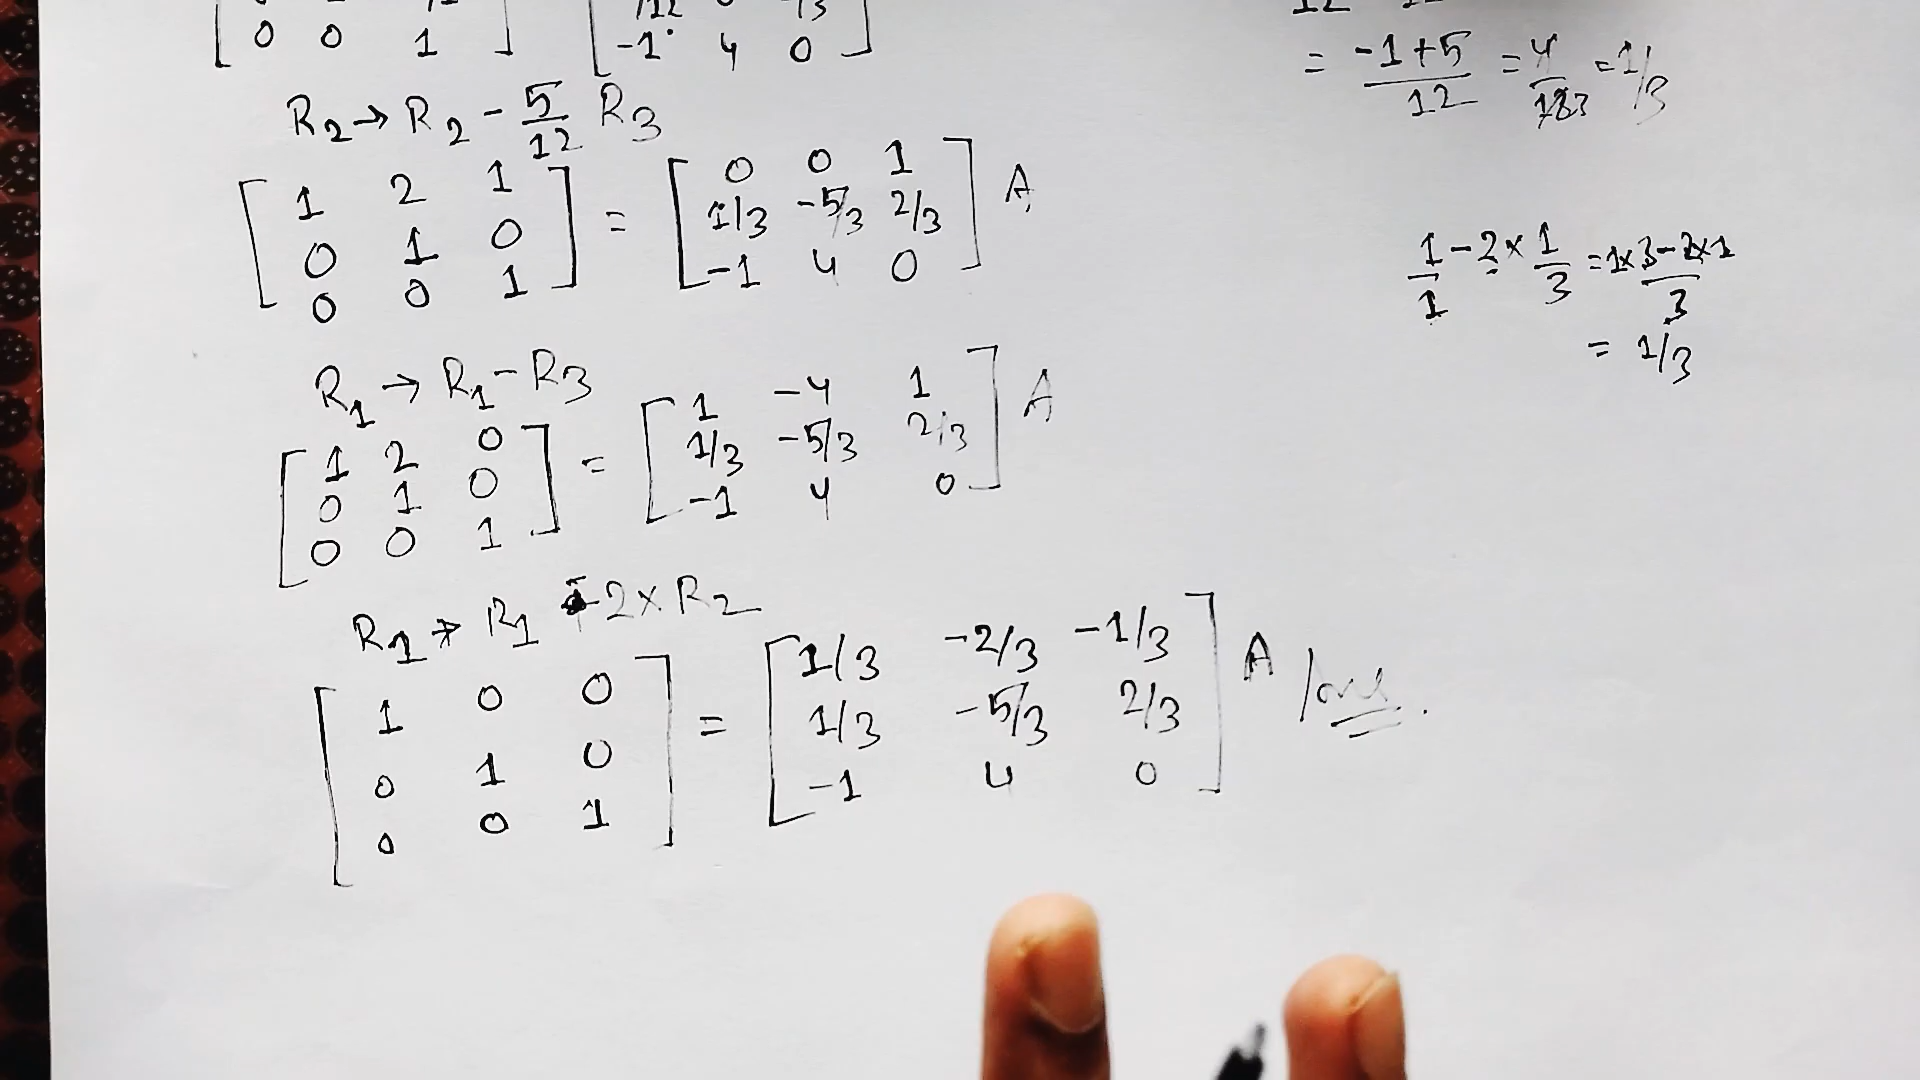 0 0 1 -1 4 0
= -1+5/12 = 4/12 3 = 1/3
R2 → R2 - 5/12 R3
[1 2 1] = [0 0 1] A
[0 1 0] [1/3 -5/3 2/3]
[0 0 1] [-1 4 0]
1/1 - 2 × 1/3 = 1×3-2×1/3
= 1/3
R1 → R1 - R3
[1 2 0] = [1 -4 1] A
[0 1 0] [1/3 -5/3 2/3]
[0 0 1] [-1 4 0]
R1 → R1 - 2 × R2
[1 0 0] = [1/3 -2/3 -1/3] A
[0 1 0] [1/3 -5/3 2/3]
[0 0 1] [-1 4 0]